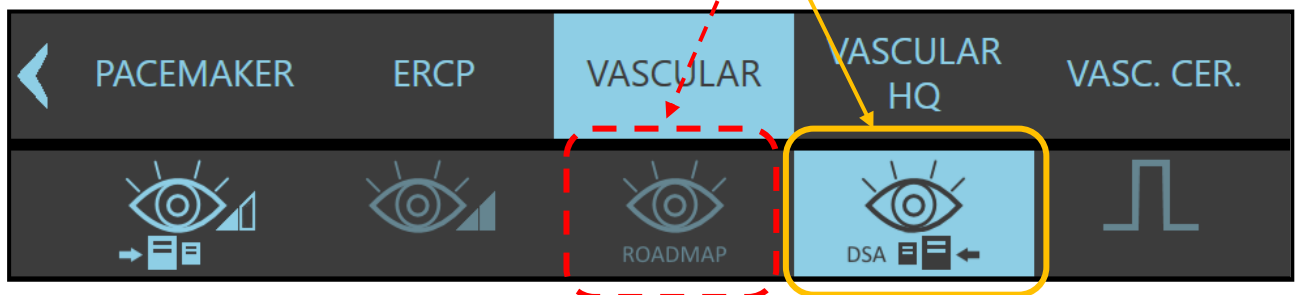 PACEMAKER
ERCP
VASCULAR
VASCULAR
HQ
VASC. CER.
ROADMAP
DSA